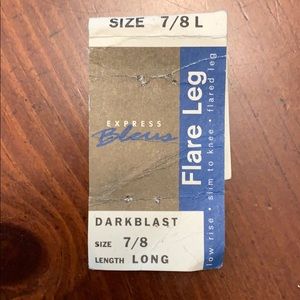 SIZE 7/8 L
EXPRESS
Bleus
DARKBLAST
SIZE 7/8
LENGTH LONG
Flare Leg
low rise • slim to knee • flared leg